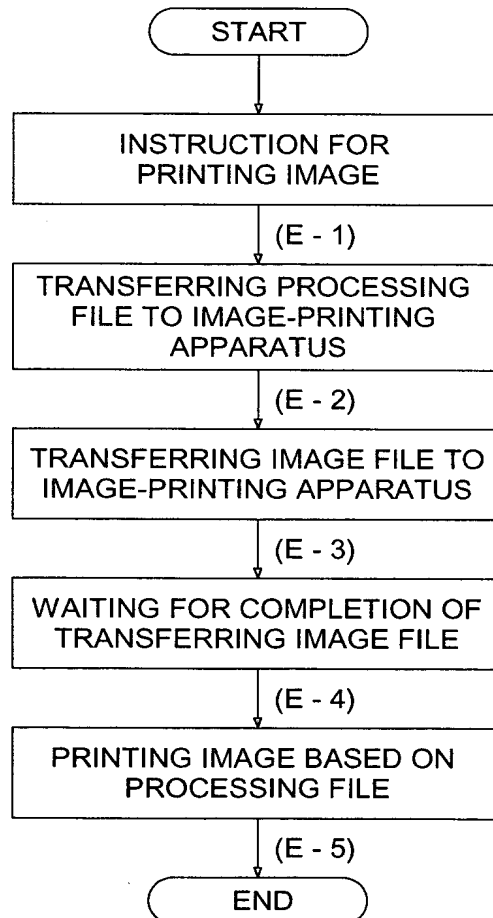 START
INSTRUCTION FOR
PRINTING IMAGE
(E - 1)
TRANSFERRING PROCESSING
FILE TO IMAGE-PRINTING
APPARATUS
(E - 2)
TRANSFERRING IMAGE FILE TO
IMAGE-PRINTING APPARATUS
(E - 3)
WAITING FOR COMPLETION OF
TRANSFERRING IMAGE FILE
(E - 4)
PRINTING IMAGE BASED ON
PROCESSING FILE
(E - 5)
END